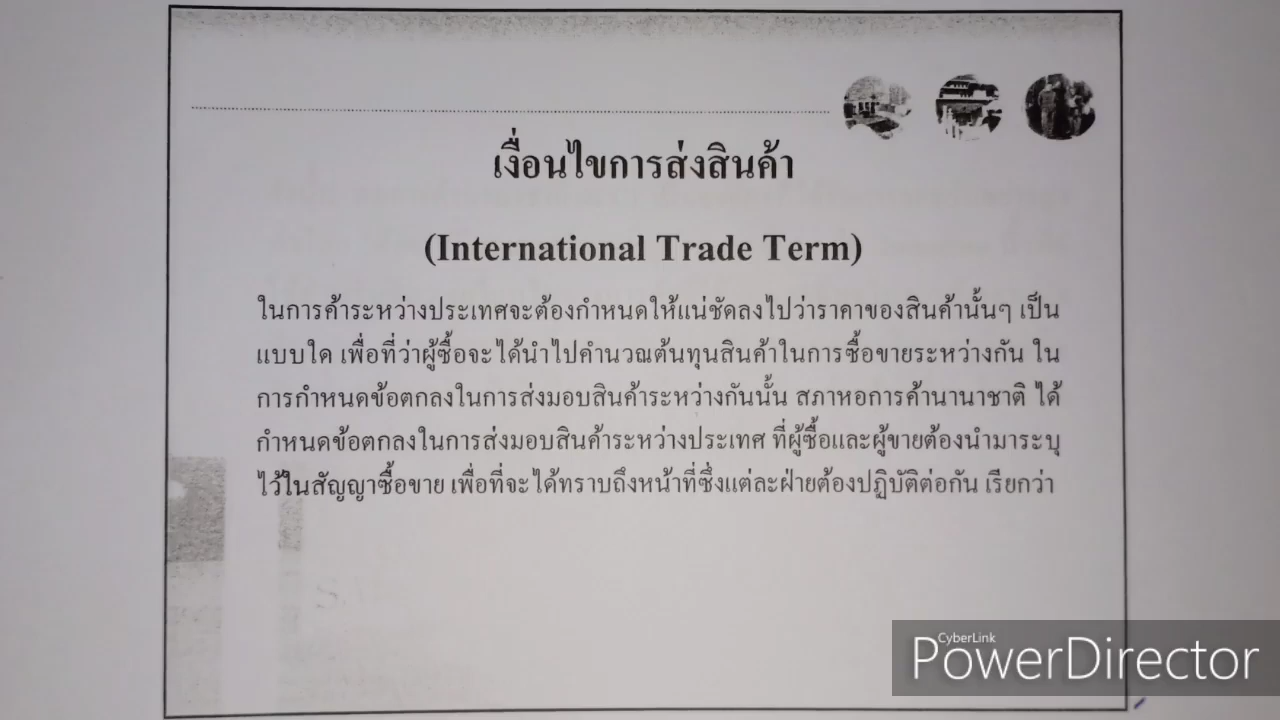 เงื่อนไขการส่งสินค้า
(International Trade Term)
ในการค้าระหว่างประเทศจะต้องกำหนดให้แน่ชัดลงไปว่าราคาของสินค้านั้นๆ เป็น
แบบใด เพื่อที่ว่าผู้ซื้อจะได้นำไปคำนวณต้นทุนสินค้าในการซื้อขายระหว่างกัน ใน
การกำหนดข้อตกลงในการส่งมอบสินค้าระหว่างกันนั้น สภาหอการค้านานาชาติ ได้
กำหนดข้อตกลงในการส่งมอบสินค้าระหว่างประเทศ ที่ผู้ซื้อและผู้ขายต้องนำมาระบุ
ไว้ในสัญญาซื้อขาย เพื่อที่จะได้ทราบถึงหน้าที่ซึ่งแต่ละฝ่ายต้องปฏิบัติต่อกัน เรียกว่า
CyberLink
PowerDirector